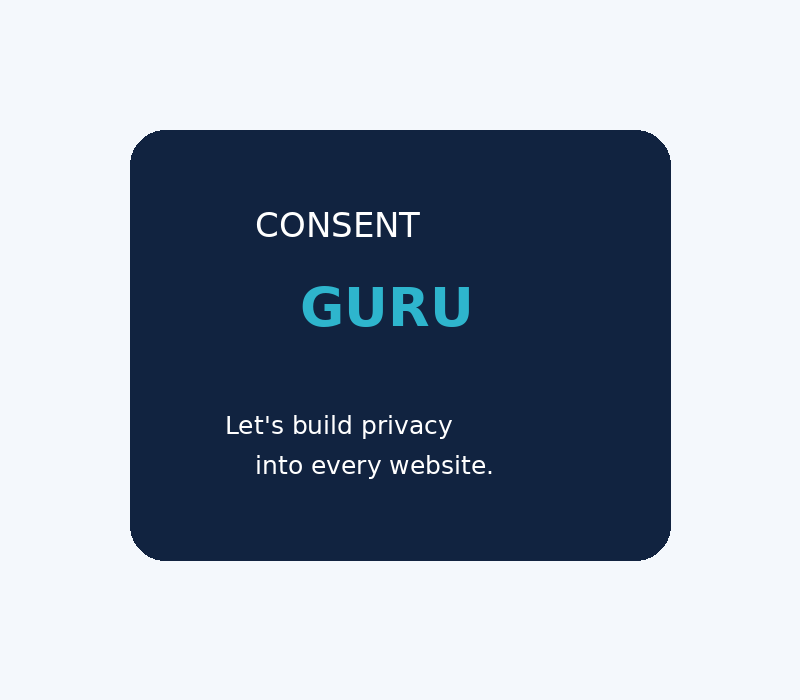 CONSENT
GURU
Let's build privacy
into every website.